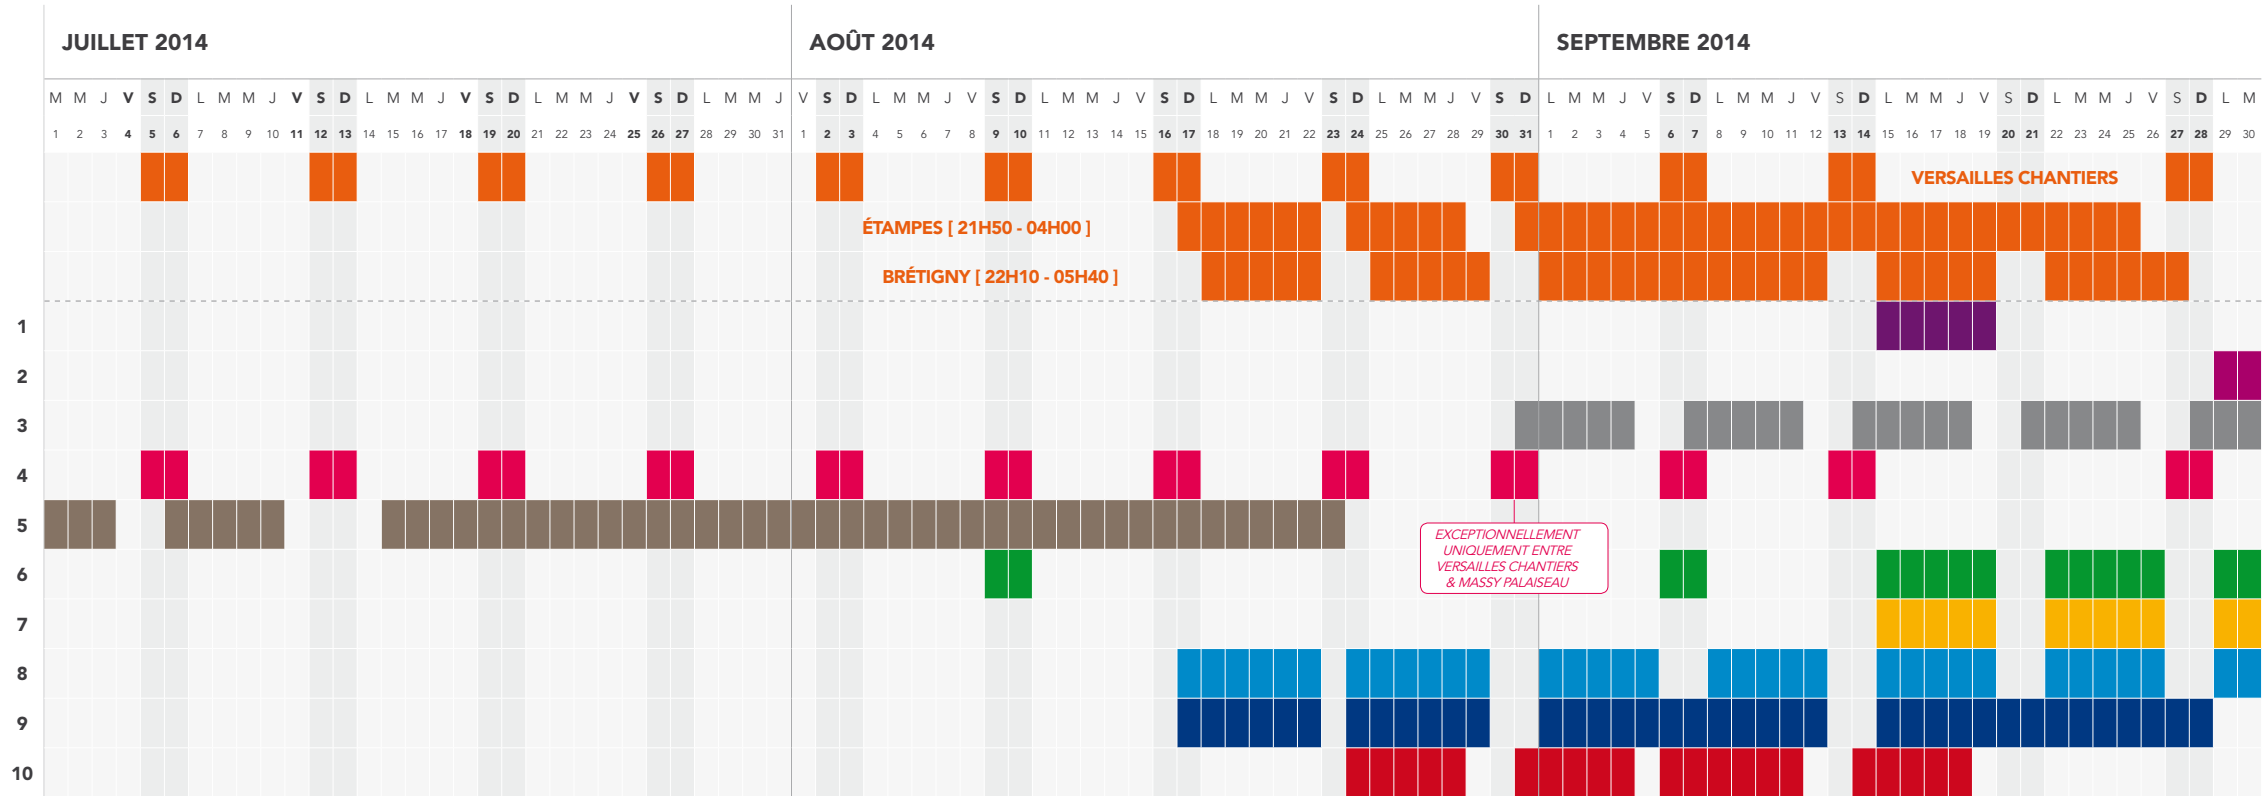 JUILLET 2014 AOÛT 2014 SEPTEMBRE 2014
M M J V S D L M M J V S D L M M J V S D L M M J V S D L M M J V S D L M M J V S D L M M J V S D L M M J V S D L M M J V S D L M M J V S D L M M J V S D L M M J V S D L M M J V S D L M
1 2 3 4 5 6 7 8 9 10 11 12 13 14 15 16 17 18 19 20 21 22 23 24 25 26 27 28 29 30 31 1 2 3 4 5 6 7 8 9 10 11 12 13 14 15 16 17 18 19 20 21 22 23 24 25 26 27 28 29 30 31 1 2 3 4 5 6 7 8 9 10 11 12 13 14 15 16 17 18 19 20 21 22 23 24 25 26 27 28 29 30
VERSAILLES CHANTIERS
ÉTAMPES [ 21H50 - 04H00 ]
BRÉTIGNY [ 22H10 - 05H40 ]
1
2
3
4
5
EXCEPTIONNELLEMENT
UNIQUEMENT ENTRE
VERSAILLES CHANTIERS
& MASSY PALAISEAU
6
7
8
9
10